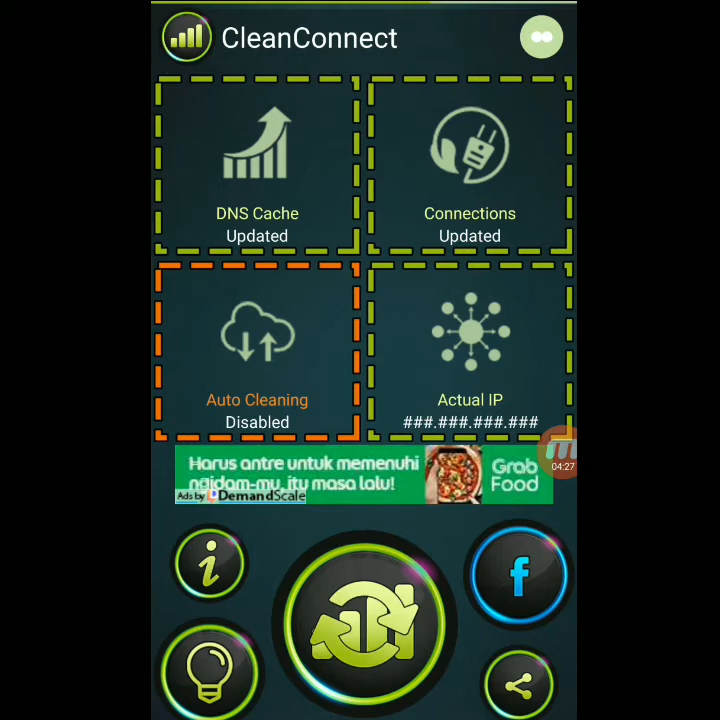 CleanConnect
DNS Cache
Updated
Connections
Updated
Auto Cleaning
Disabled
Actual IP
###.###.###.###
04:27
Harus antre untuk memenuhi
ngidam-mu, itu masa lalu!
Grab
Food
Ads by DemandScale